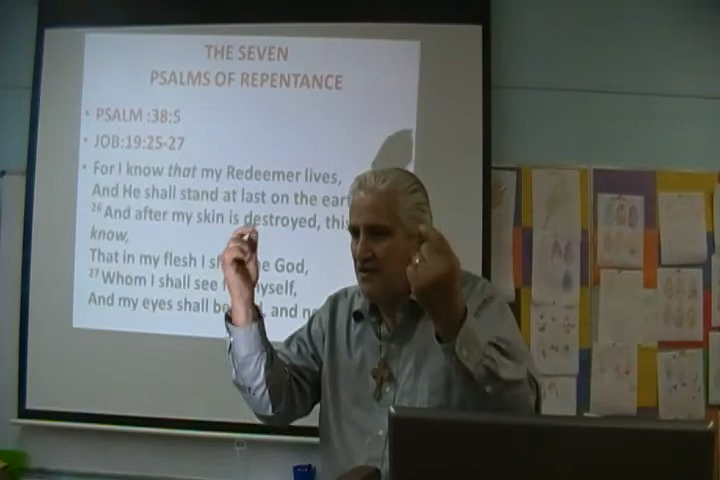 THE SEVEN
PSALMS OF REPENTANCE
• PSALM :38:5
• JOB:19:25-27
• For I know that my Redeemer lives,
And He shall stand at last on the
26 And after my skin is destroyed,
know,
That in my flesh I God,
27 Whom I shall see
And my eyes shall and